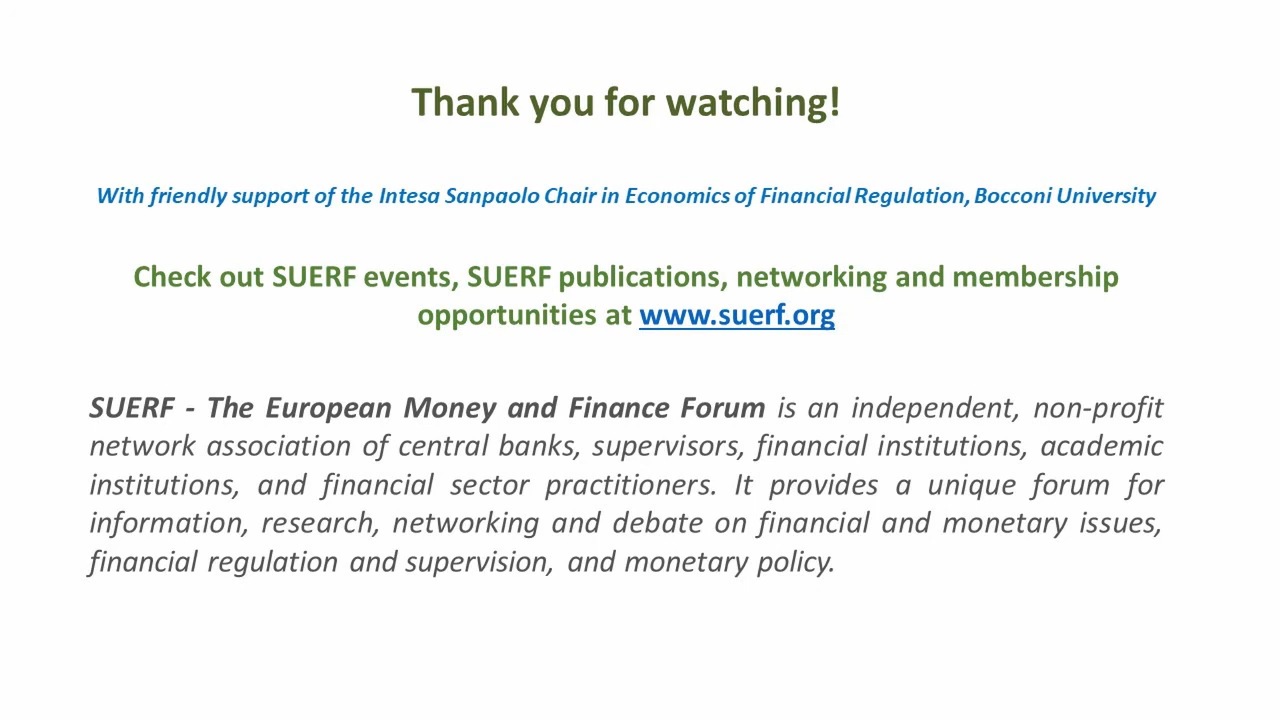 Thank you for watching!
With friendly support of the Intesa Sanpaolo Chair in Economics of Financial Regulation, Bocconi University
Check out SUERF events, SUERF publications, networking and membership
opportunities at www.suerf.org
SUERF - The European Money and Finance Forum is an independent, non-profit
network association of central banks, supervisors, financial institutions, academic
institutions, and financial sector practitioners. It provides a unique forum for
information, research, networking and debate on financial and monetary issues,
financial regulation and supervision, and monetary policy.